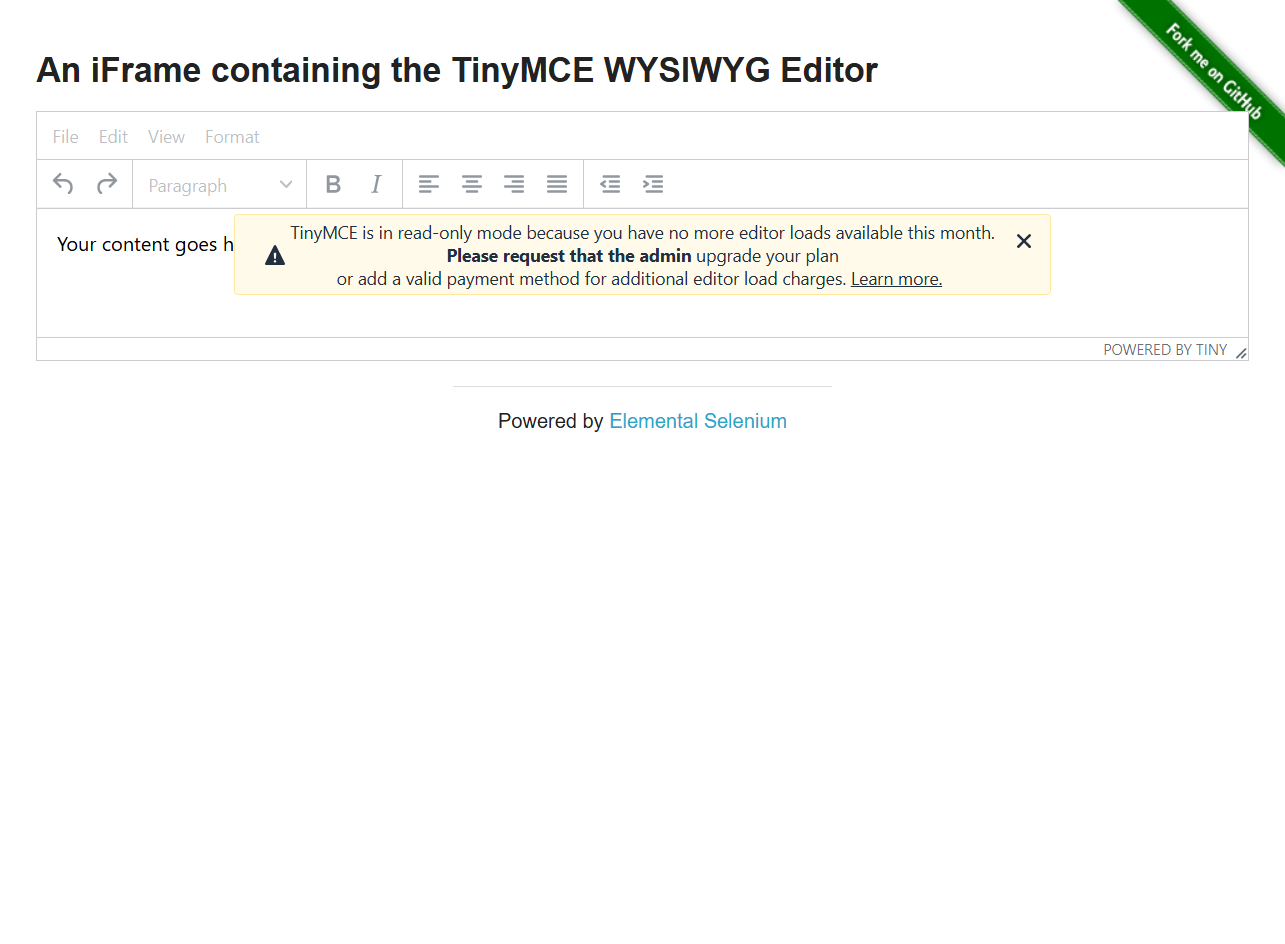 Fork me on GitHub
An iFrame containing the TinyMCE WYSIWYG Editor
File Edit View Format
Paragraph B I
Your content goes h
TinyMCE is in read-only mode because you have no more editor loads available this month.
Please request that the admin upgrade your plan
or add a valid payment method for additional editor load charges. Learn more.
POWERED BY TINY
Powered by Elemental Selenium